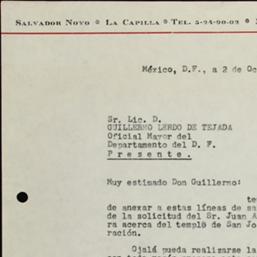 SALVADOR NOVO * LA CAPILLA * TEL. 5-24-90-02 *
México, D.F., a 2 de Oc
Sr. Lic. D.
GUILLERMO LERDO DE TEJADA
Oficial Mayor del
Departamento del D. F.
P r e s e n t e .
Muy estimado Don Guillermo:
de anexar a estas líneas de sa
de la solicitud del Sr. Juan A
ra acerca del templo de San Jo
ración.
Ojalá pueda realizarse la